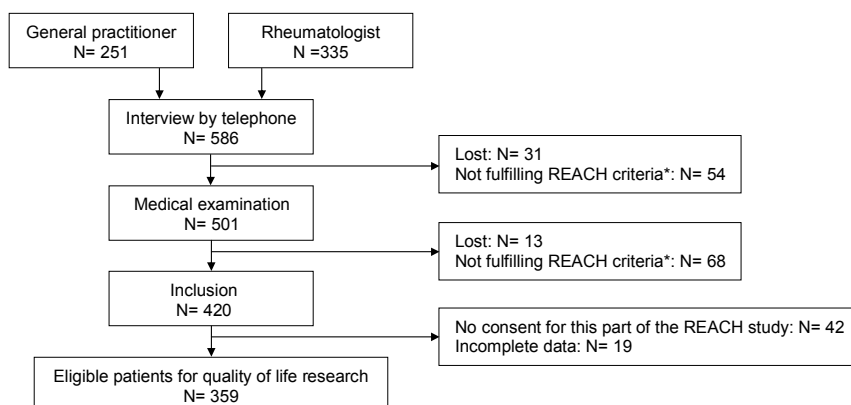 General practitioner
N= 251
Rheumatologist
N =335
Interview by telephone
N= 586
Lost: N= 31
Not fulfilling REACH criteria*: N= 54
Medical examination
N= 501
Lost: N= 13
Not fulfilling REACH criteria*: N= 68
Inclusion
N= 420
No consent for this part of the REACH study: N= 42
Incomplete data: N= 19
Eligible patients for quality of life research
N= 359